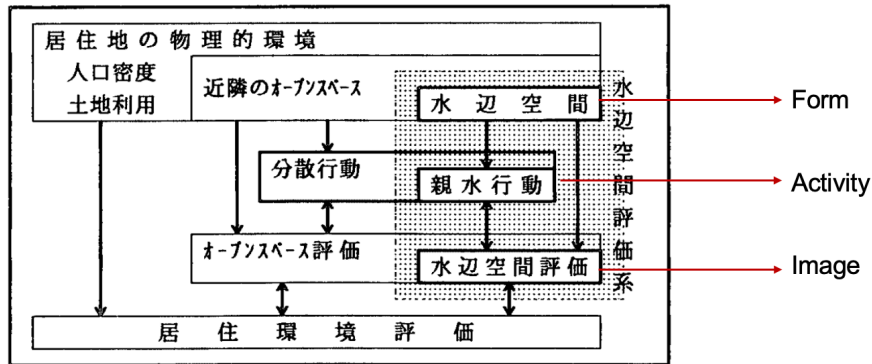 居住地の物理的環境
人口密度
土地利用
近隣のオープンスペース
水辺空間
水辺空間評価系
Form
分散行動
親水行動
Activity
オープンスペース評価
水辺空間評価
Image
居住環境評価